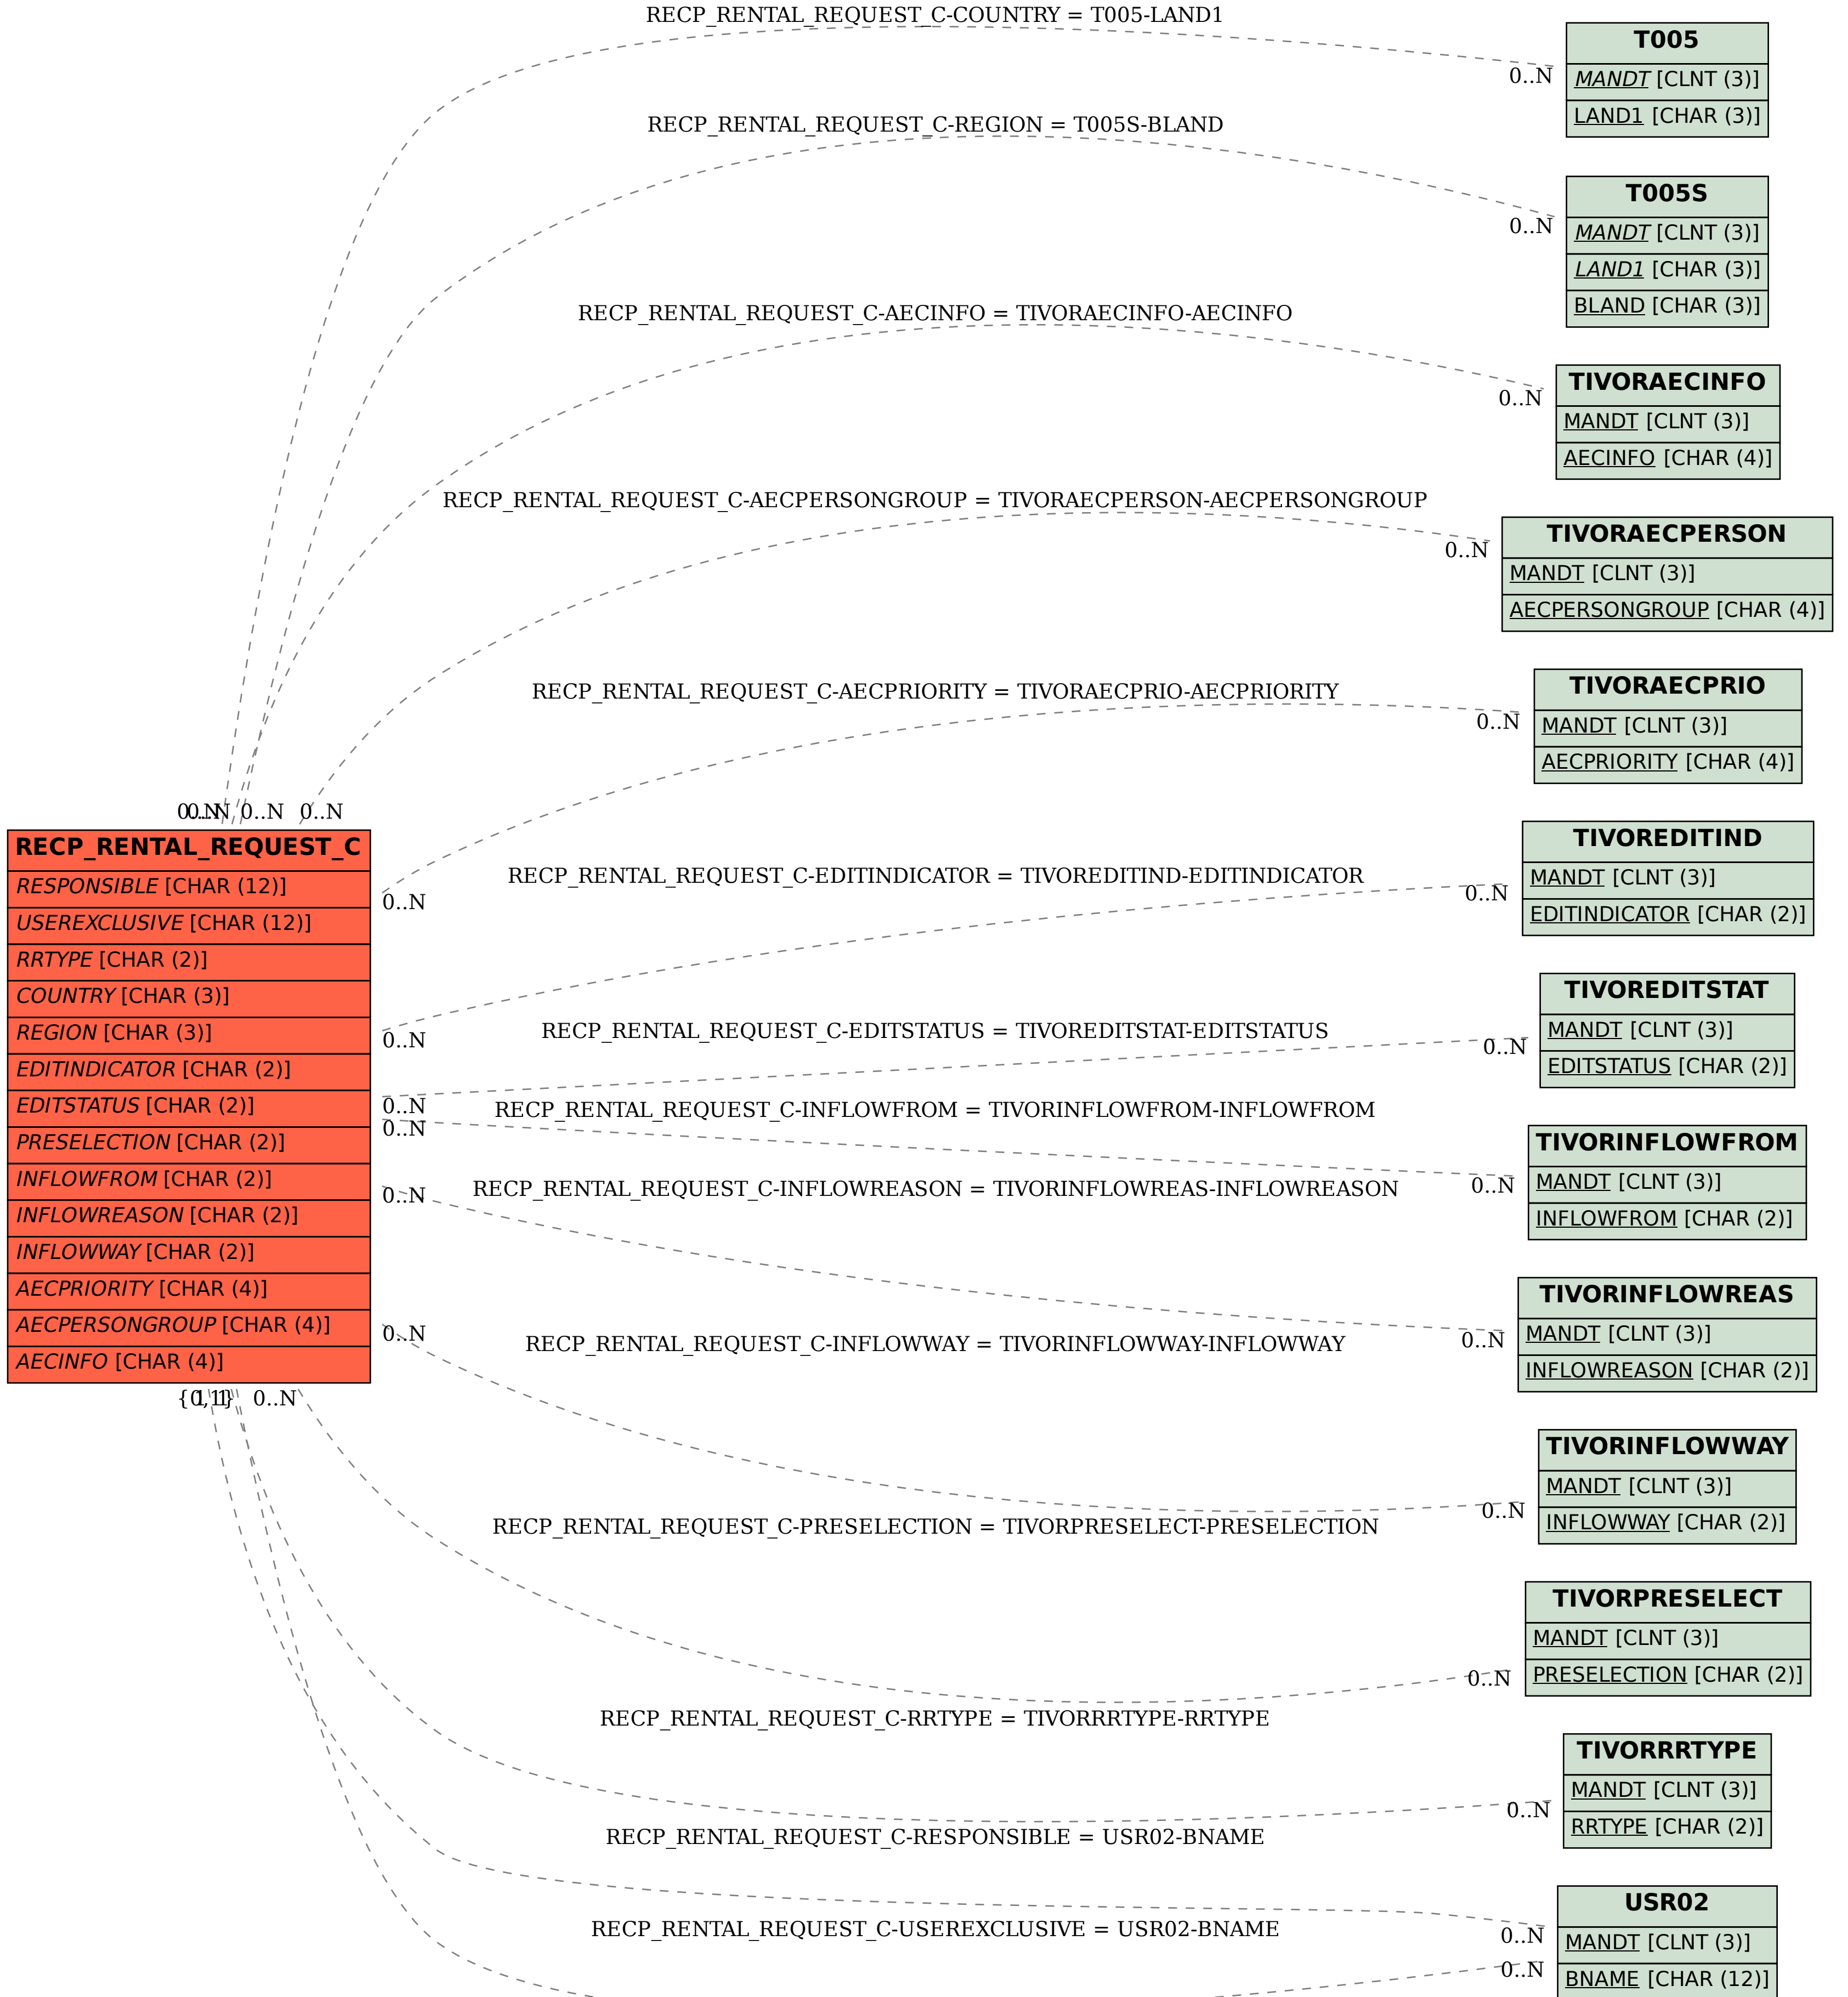 RECP_RENTAL_REQUEST_C-COUNTRY = T005-LAND1
0..N
T005
MANDT [CLNT (3)]
LAND1 [CHAR (3)]
RECP_RENTAL_REQUEST_C-REGION = T005S-BLAND
0..N
T005S
MANDT [CLNT (3)]
LAND1 [CHAR (3)]
BLAND [CHAR (3)]
RECP_RENTAL_REQUEST_C-AECINFO = TIVORAECINFO-AECINFO
0..N
TIVORAECINFO
MANDT [CLNT (3)]
AECINFO [CHAR (4)]
RECP_RENTAL_REQUEST_C-AECPERSONGROUP = TIVORAECPERSON-AECPERSONGROUP
0..N
TIVORAECPERSON
MANDT [CLNT (3)]
AECPERSONGROUP [CHAR (4)]
RECP_RENTAL_REQUEST_C-AECPRIORITY = TIVORAECPRIO-AECPRIORITY
0..N
TIVORAECPRIO
MANDT [CLNT (3)]
AECPRIORITY [CHAR (4)]
0..N 0..N 0..N 0..N
RECP_RENTAL_REQUEST_C
RESPONSIBLE [CHAR (12)]
USEREXCLUSIVE [CHAR (12)]
RRTYPE [CHAR (2)]
COUNTRY [CHAR (3)]
REGION [CHAR (3)]
EDITINDICATOR [CHAR (2)]
EDITSTATUS [CHAR (2)]
PRESELECTION [CHAR (2)]
INFLOWFROM [CHAR (2)]
INFLOWREASON [CHAR (2)]
INFLOWWAY [CHAR (2)]
AECPRIORITY [CHAR (4)]
AECPERSONGROUP [CHAR (4)]
AECINFO [CHAR (4)]
0..N
RECP_RENTAL_REQUEST_C-EDITINDICATOR = TIVOREDITIND-EDITINDICATOR
0..N
TIVOREDITIND
MANDT [CLNT (3)]
EDITINDICATOR [CHAR (2)]
0..N
RECP_RENTAL_REQUEST_C-EDITSTATUS = TIVOREDITSTAT-EDITSTATUS
0..N
TIVOREDITSTAT
MANDT [CLNT (3)]
EDITSTATUS [CHAR (2)]
0..N
RECP_RENTAL_REQUEST_C-INFLOWFROM = TIVORINFLOWFROM-INFLOWFROM
0..N
0..N
TIVORINFLOWFROM
MANDT [CLNT (3)]
INFLOWFROM [CHAR (2)]
0..N
RECP_RENTAL_REQUEST_C-INFLOWREASON = TIVORINFLOWREAS-INFLOWREASON
0..N
TIVORINFLOWREAS
MANDT [CLNT (3)]
INFLOWREASON [CHAR (2)]
0..N
RECP_RENTAL_REQUEST_C-INFLOWWAY = TIVORINFLOWWAY-INFLOWWAY
0..N
TIVORINFLOWWAY
MANDT [CLNT (3)]
INFLOWWAY [CHAR (2)]
0..N
RECP_RENTAL_REQUEST_C-PRESELECTION = TIVORPRESELECT-PRESELECTION
0..N
TIVORPRESELECT
MANDT [CLNT (3)]
PRESELECTION [CHAR (2)]
RECP_RENTAL_REQUEST_C-RRTYPE = TIVORRRTYPE-RRTYPE
0..N
TIVORRRTYPE
MANDT [CLNT (3)]
RRTYPE [CHAR (2)]
RECP_RENTAL_REQUEST_C-RESPONSIBLE = USR02-BNAME
0..N
USR02
MANDT [CLNT (3)]
BNAME [CHAR (12)]
RECP_RENTAL_REQUEST_C-USEREXCLUSIVE = USR02-BNAME
0..N